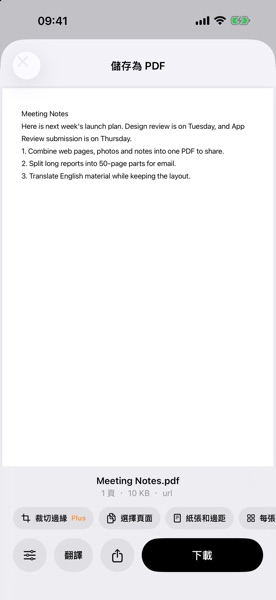 09:41
儲存為 PDF
Meeting Notes
Here is next week's launch plan. Design review is on Tuesday, and App
Review submission is on Thursday.
1. Combine web pages, photos and notes into one PDF to share.
2. Split long reports into 50-page parts for email.
3. Translate English material while keeping the layout.
Meeting Notes.pdf
1 頁 · 10 KB · url
裁切邊緣 Plus 選擇頁面 紙張和邊距 每張
翻譯 下載